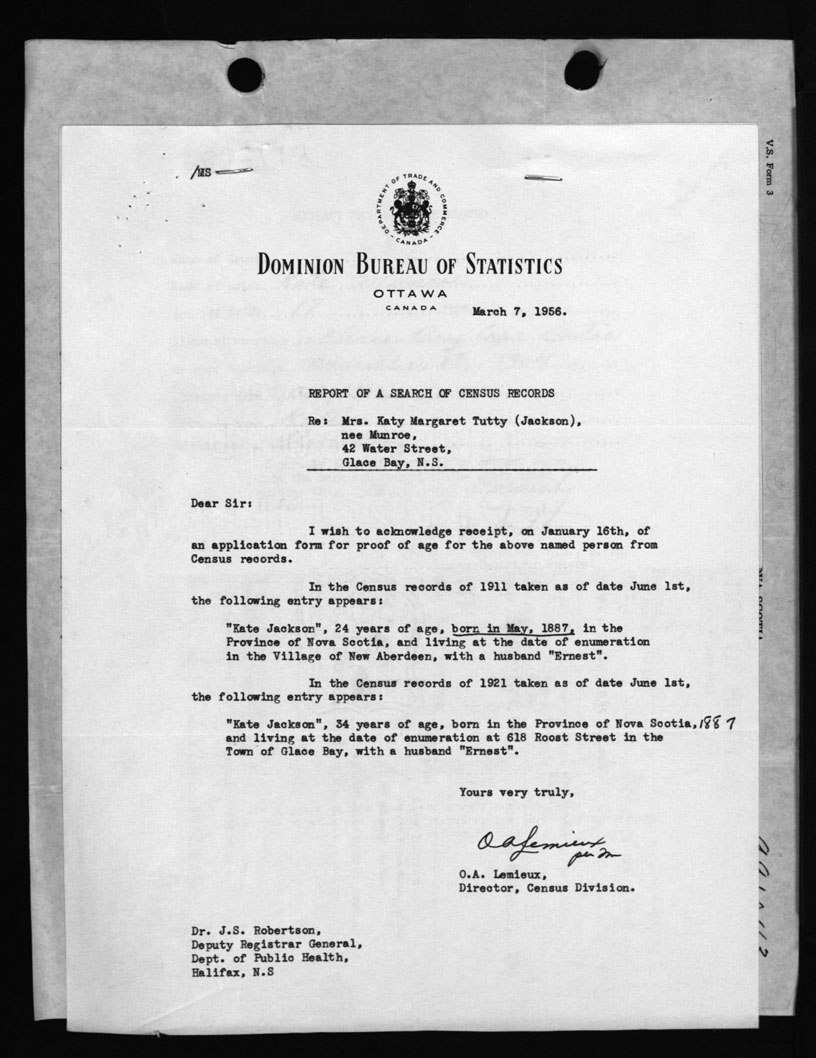 /MS
V.S. Form 3
DEPARTMENT OF TRADE AND COMMERCE
- CANADA -
DOMINION BUREAU OF STATISTICS
OTTAWA
CANADA
March 7, 1956.
REPORT OF A SEARCH OF CENSUS RECORDS
Re: Mrs. Katy Margaret Tutty (Jackson),
nee Munroe,
42 Water Street,
Glace Bay, N.S.
Dear Sir:
I wish to acknowledge receipt, on January 16th, of
an application form for proof of age for the above named person from
Census records.
In the Census records of 1911 taken as of date June 1st,
the following entry appears:
"Kate Jackson", 24 years of age, born in May, 1887, in the
Province of Nova Scotia, and living at the date of enumeration
in the Village of New Aberdeen, with a husband "Ernest".
In the Census records of 1921 taken as of date June 1st,
the following entry appears:
"Kate Jackson", 34 years of age, born in the Province of Nova Scotia, 1887
and living at the date of enumeration at 618 Roost Street in the
Town of Glace Bay, with a husband "Ernest".
Yours very truly,
O A Lemieux
per M
O.A. Lemieux,
Director, Census Division.
Dr. J.S. Robertson,
Deputy Registrar General,
Dept. of Public Health,
Halifax, N.S